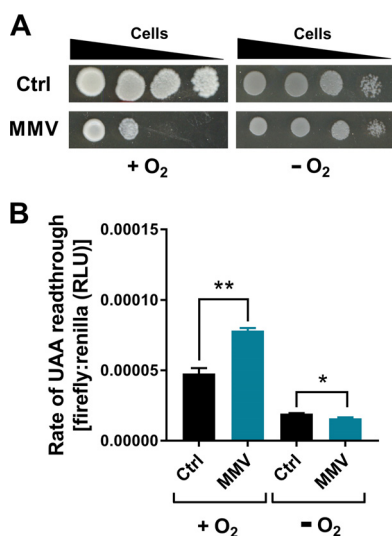 A
Cells Cells
Ctrl
MMV
+ O₂ − O₂
B
Rate of UAA readthrough
[firefly:renilla (RLU)]
0.00015
0.00010
0.00005
0.00000
**
*
Ctrl MMV Ctrl MMV
+ O₂ − O₂